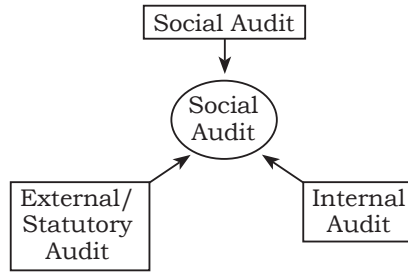 Social Audit
Social
Audit
External/
Statutory
Audit
Internal
Audit